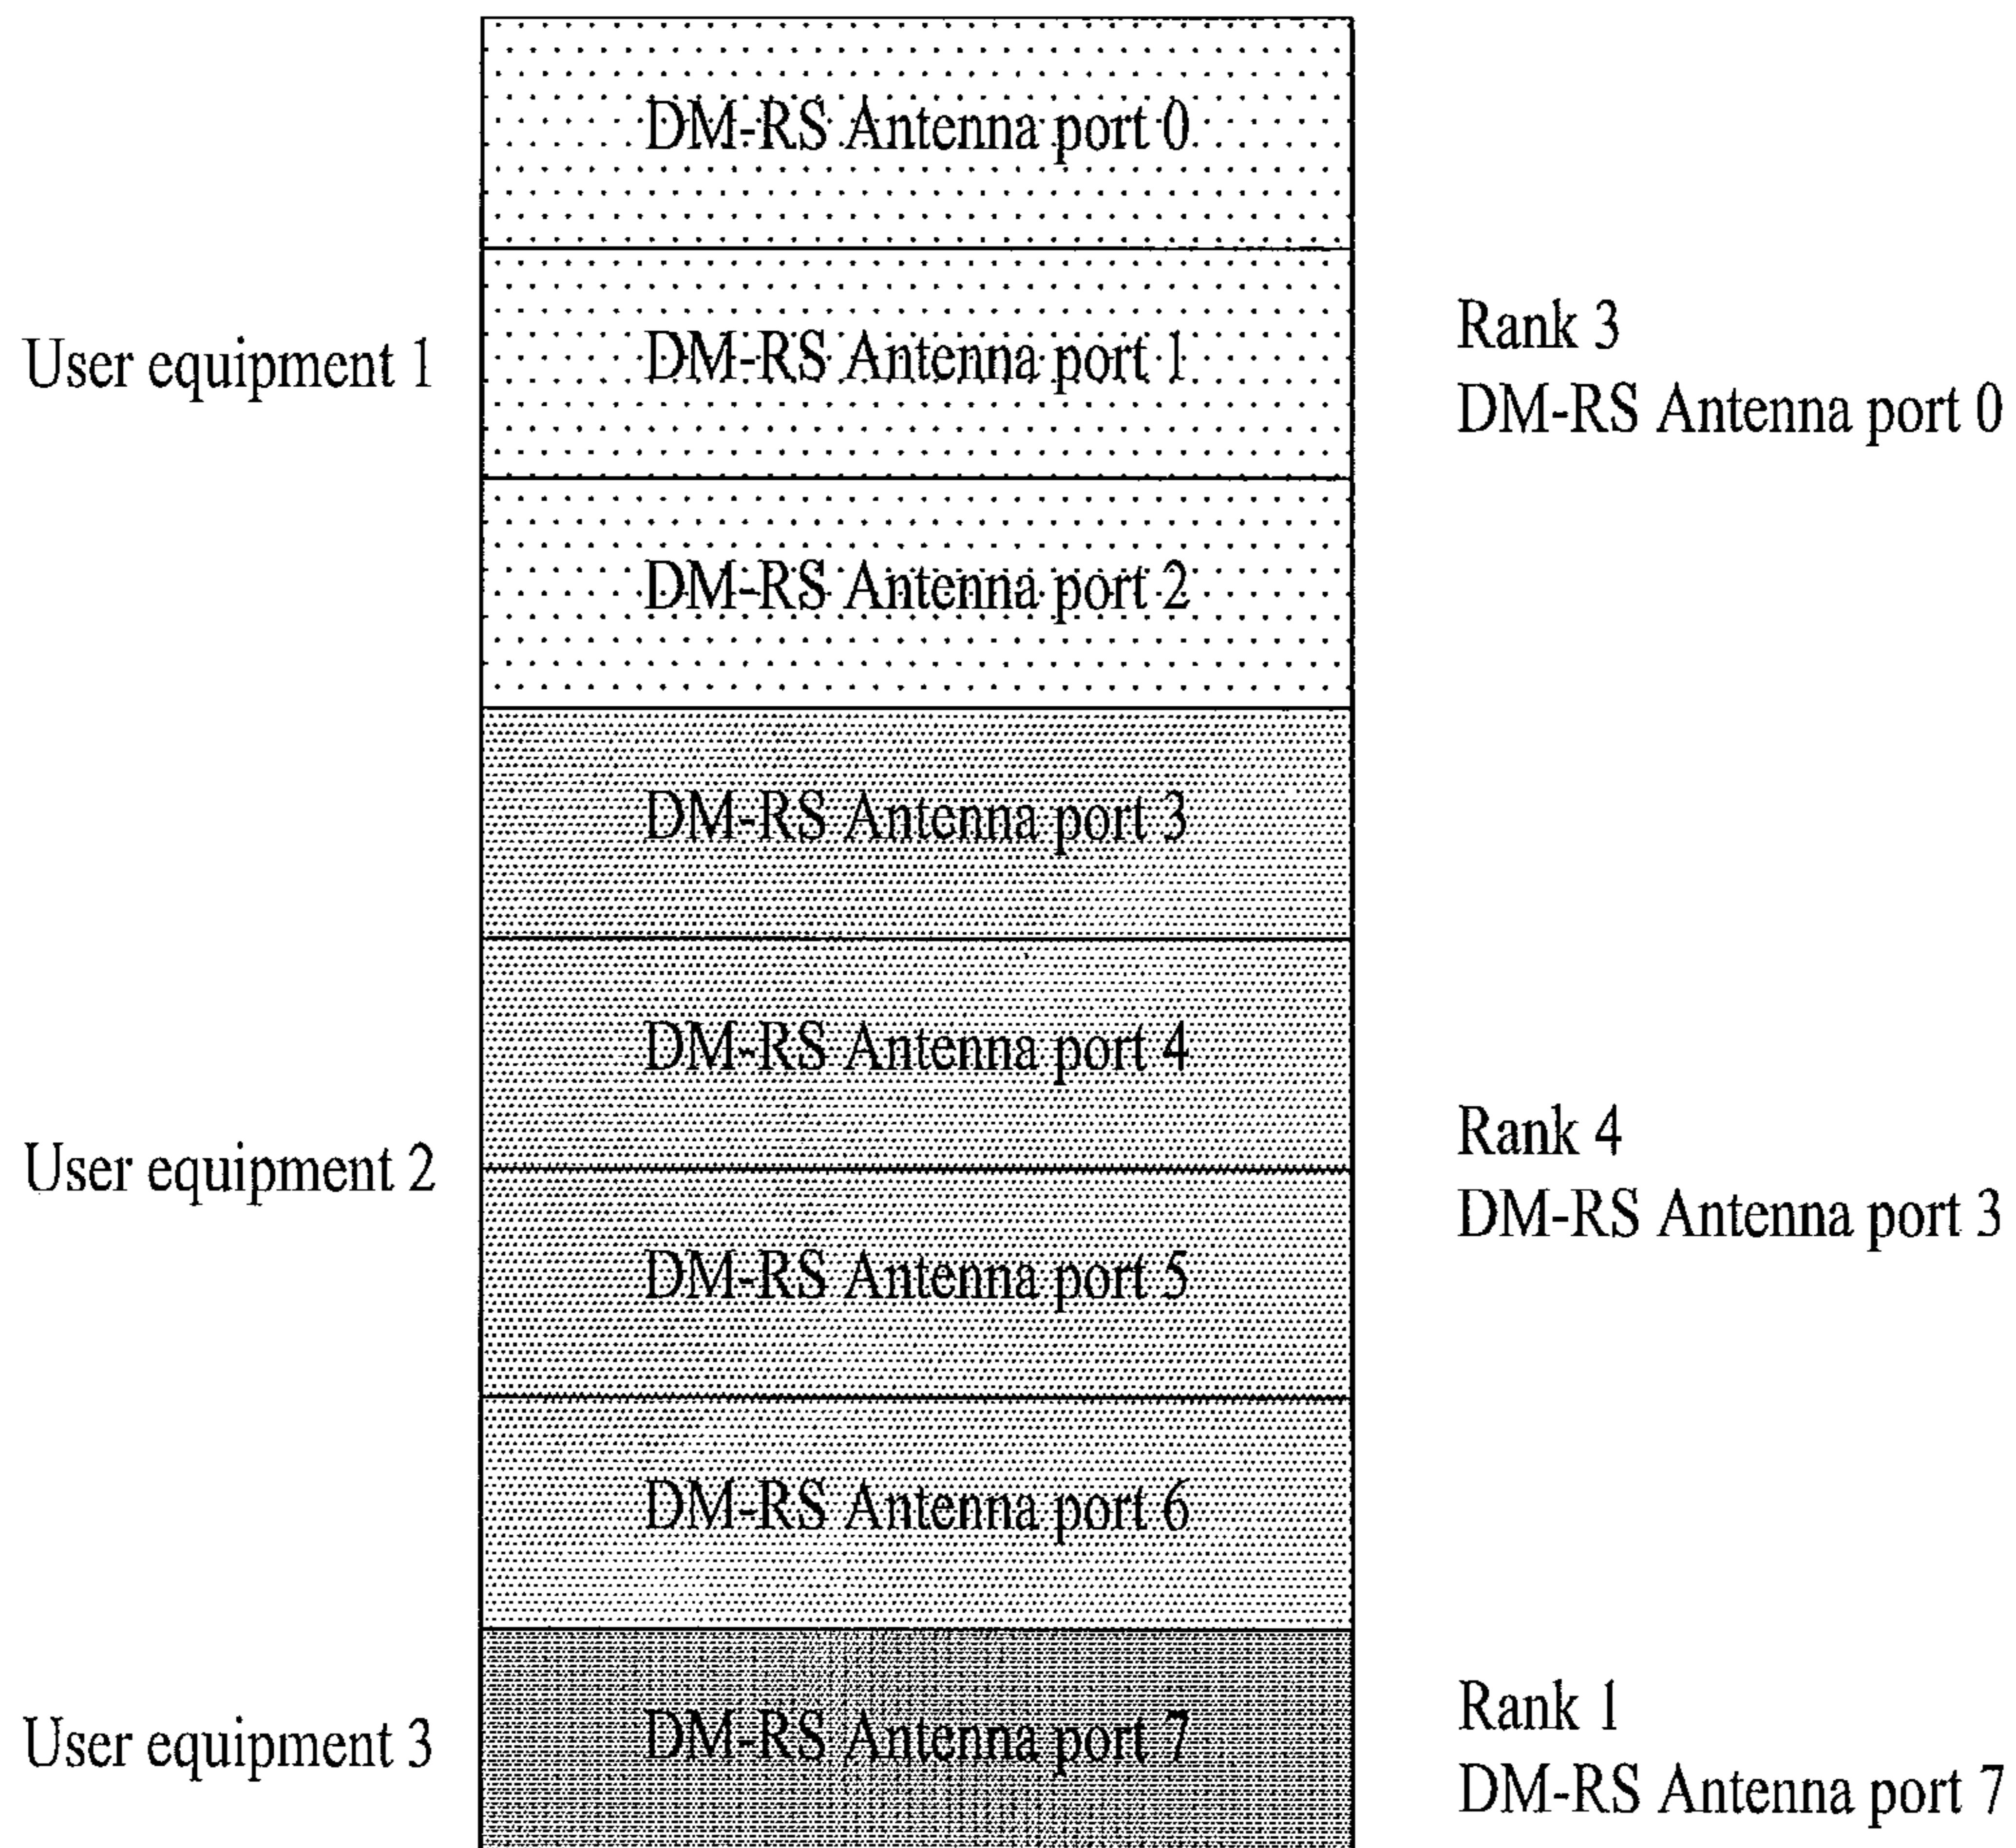 DM-RS Antenna port 0
User equipment 1
DM-RS Antenna port 1
Rank 3
DM-RS Antenna port 0
DM-RS Antenna port 2
DM-RS Antenna port 3
DM-RS Antenna port 4
User equipment 2
Rank 4
DM-RS Antenna port 3
DM-RS Antenna port 5
DM-RS Antenna port 6
User equipment 3
DM-RS Antenna port 7
Rank 1
DM-RS Antenna port 7